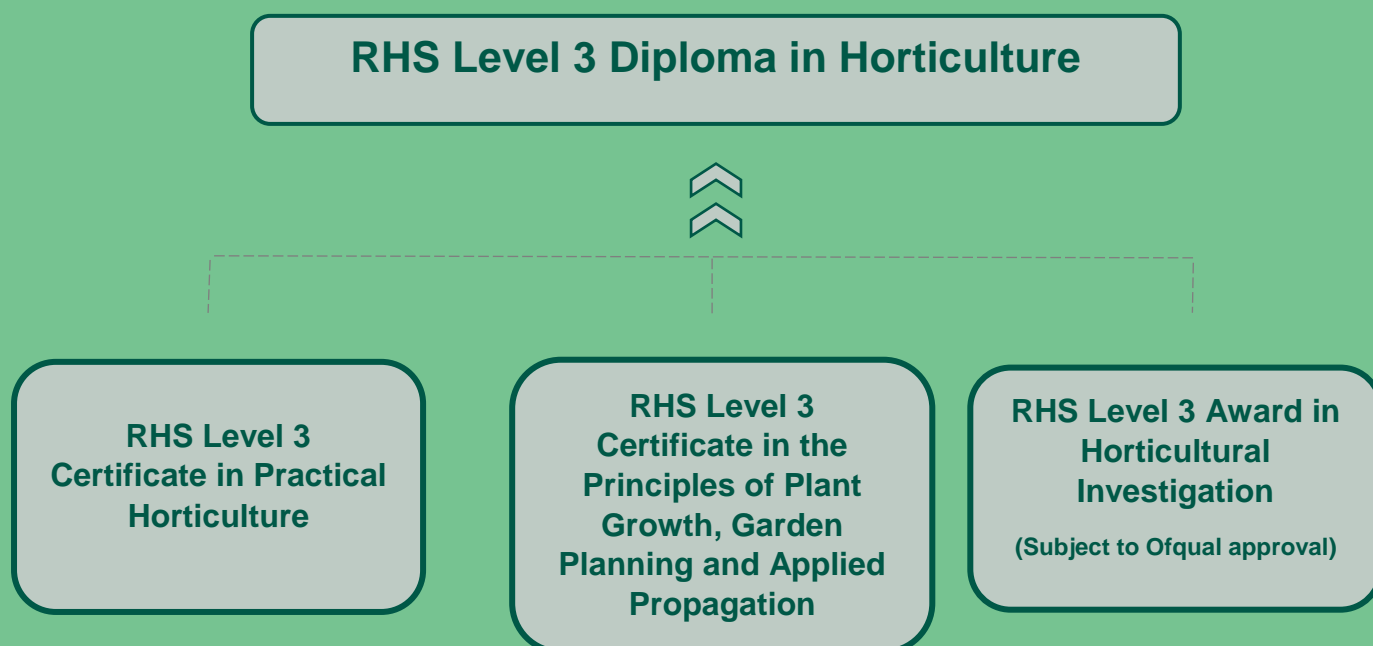 RHS Level 3 Diploma in Horticulture
RHS Level 3
Certificate in Practical
Horticulture
RHS Level 3
Certificate in the
Principles of Plant
Growth, Garden
Planning and Applied
Propagation
RHS Level 3 Award in
Horticultural
Investigation
(Subject to Ofqual approval)